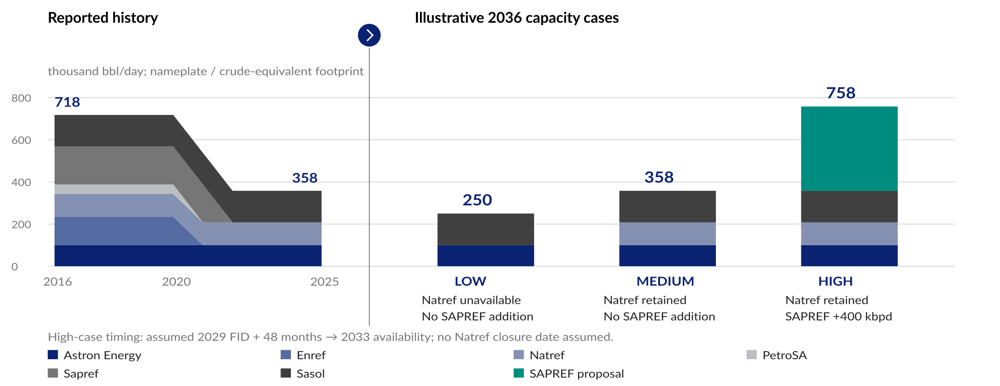 Reported history
Illustrative 2036 capacity cases
thousand bbl/day; nameplate / crude-equivalent footprint
800
600
400
200
0
718
358
2016
2020
2025
250
358
758
LOW
Natref unavailable
No SAPREF addition
MEDIUM
Natref retained
No SAPREF addition
HIGH
Natref retained
SAPREF +400 kbpd
High-case timing: assumed 2029 FID + 48 months → 2033 availability; no Natref closure date assumed.
Astron Energy
Enref
Natref
PetroSA
Sapref
Sasol
SAPREF proposal